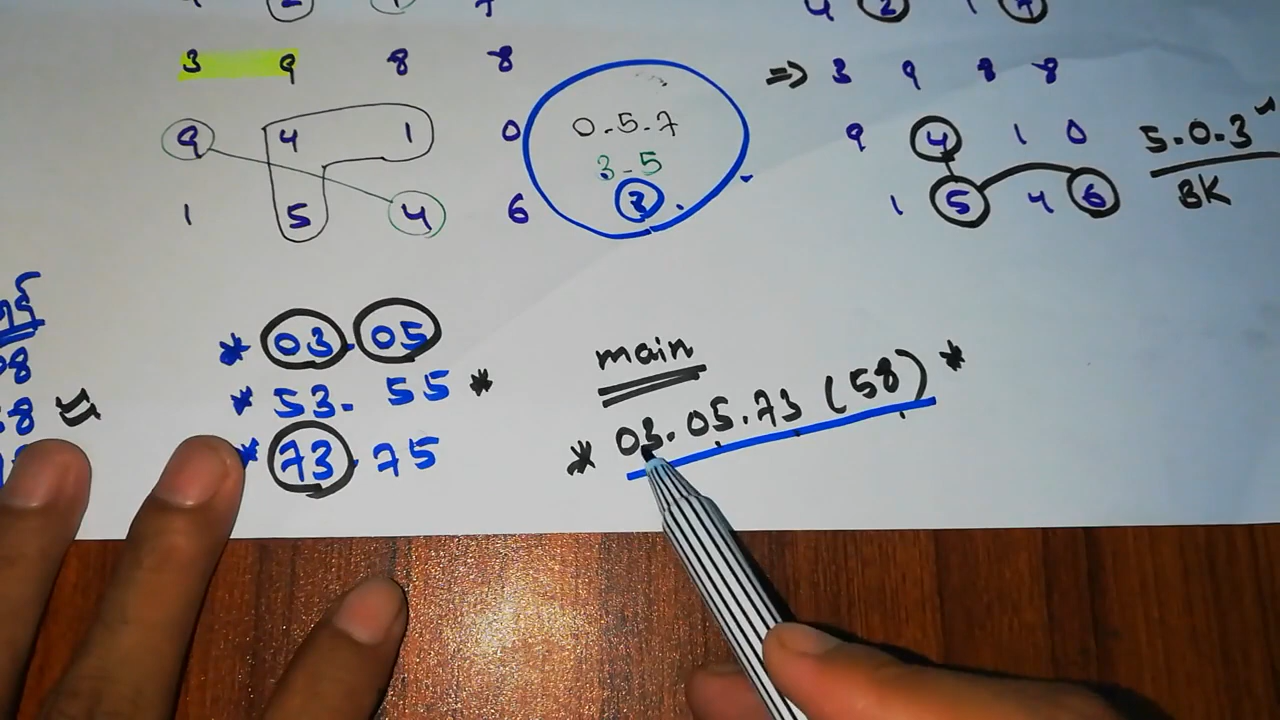 3 9 8 8
9 4 1 0
1 5 4 6
0.5.7
3-5
3.
=> 3 9 8 8
9 4 1 0
1 5 4 6
5.0.3
BK
* 03.05
* 53. 55 *
* 73.75
main
* 03.05.73 (58) *